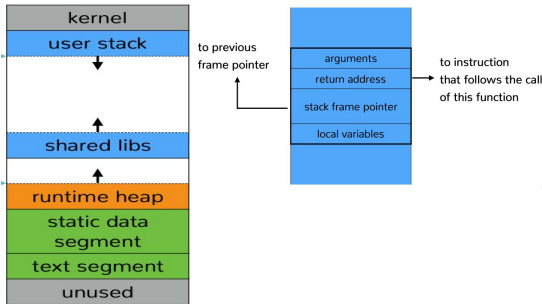 kernel
user stack
shared libs
runtime heap
static data
segment
text segment
unused
to previous
frame pointer
arguments
return address
stack frame pointer
local variables
to instruction
that follows the call
of this function